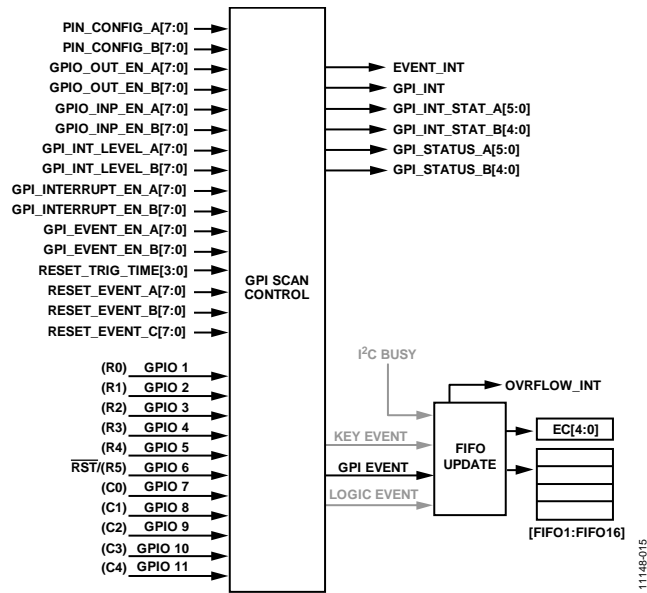 PIN_CONFIG_A[7:0]
PIN_CONFIG_B[7:0]
GPIO_OUT_EN_A[7:0]
GPIO_OUT_EN_B[7:0]
GPIO_INP_EN_A[7:0]
GPIO_INP_EN_B[7:0]
GPI_INT_LEVEL_A[7:0]
GPI_INT_LEVEL_B[7:0]
GPI_INTERRUPT_EN_A[7:0]
GPI_INTERRUPT_EN_B[7:0]
GPI_EVENT_EN_A[7:0]
GPI_EVENT_EN_B[7:0]
RESET_TRIG_TIME[3:0]
RESET_EVENT_A[7:0]
RESET_EVENT_B[7:0]
RESET_EVENT_C[7:0]
(R0) GPIO 1
(R1) GPIO 2
(R2) GPIO 3
(R3) GPIO 4
(R4) GPIO 5
RST/(R5) GPIO 6
(C0) GPIO 7
(C1) GPIO 8
(C2) GPIO 9
(C3) GPIO 10
(C4) GPIO 11
GPI SCAN
CONTROL
EVENT_INT
GPI_INT
GPI_INT_STAT_A[5:0]
GPI_INT_STAT_B[4:0]
GPI_STATUS_A[5:0]
GPI_STATUS_B[4:0]
I2C BUSY
KEY EVENT
GPI EVENT
LOGIC EVENT
FIFO
UPDATE
OVRFLOW_INT
EC[4:0]
[FIFO1:FIFO16]
11148-015